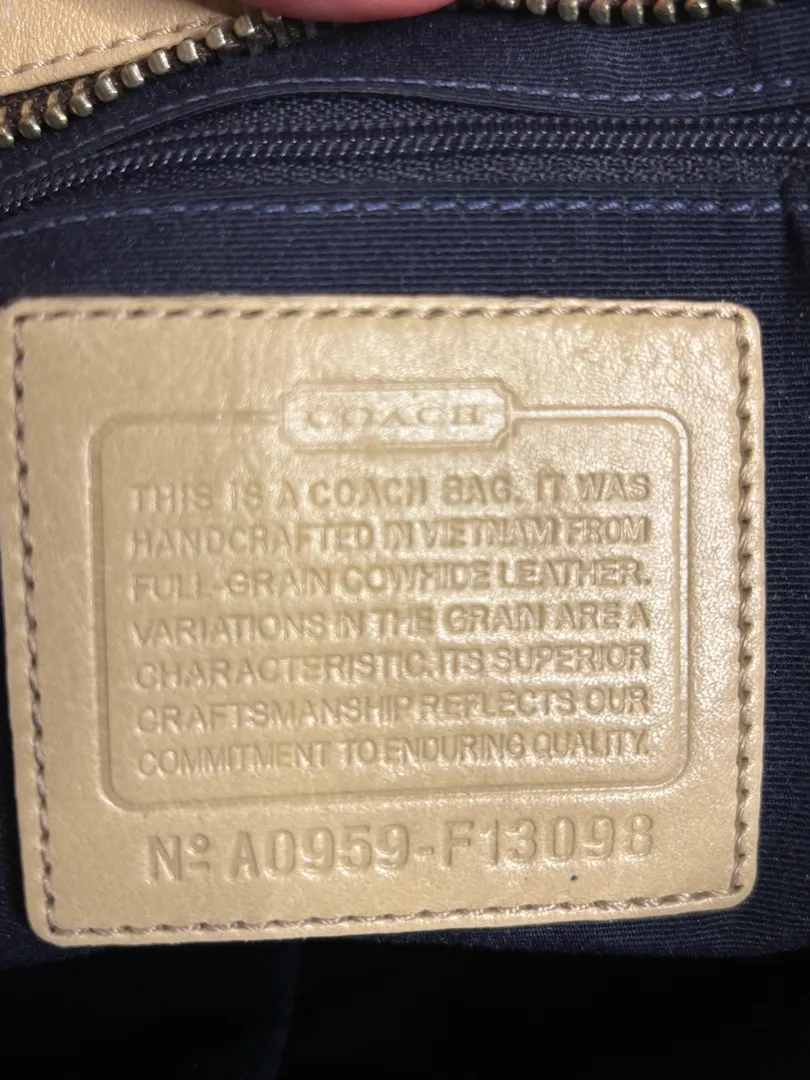 COACH
THIS IS A COACH BAG. IT WAS
HANDCRAFTED IN VIETNAM FROM
FULL-GRAIN COWHIDE LEATHER.
VARIATIONS IN THE GRAIN ARE A
CHARACTERISTIC. ITS SUPERIOR
CRAFTSMANSHIP REFLECTS OUR
COMMITMENT TO ENDURING QUALITY.
Nº A0959-F13098